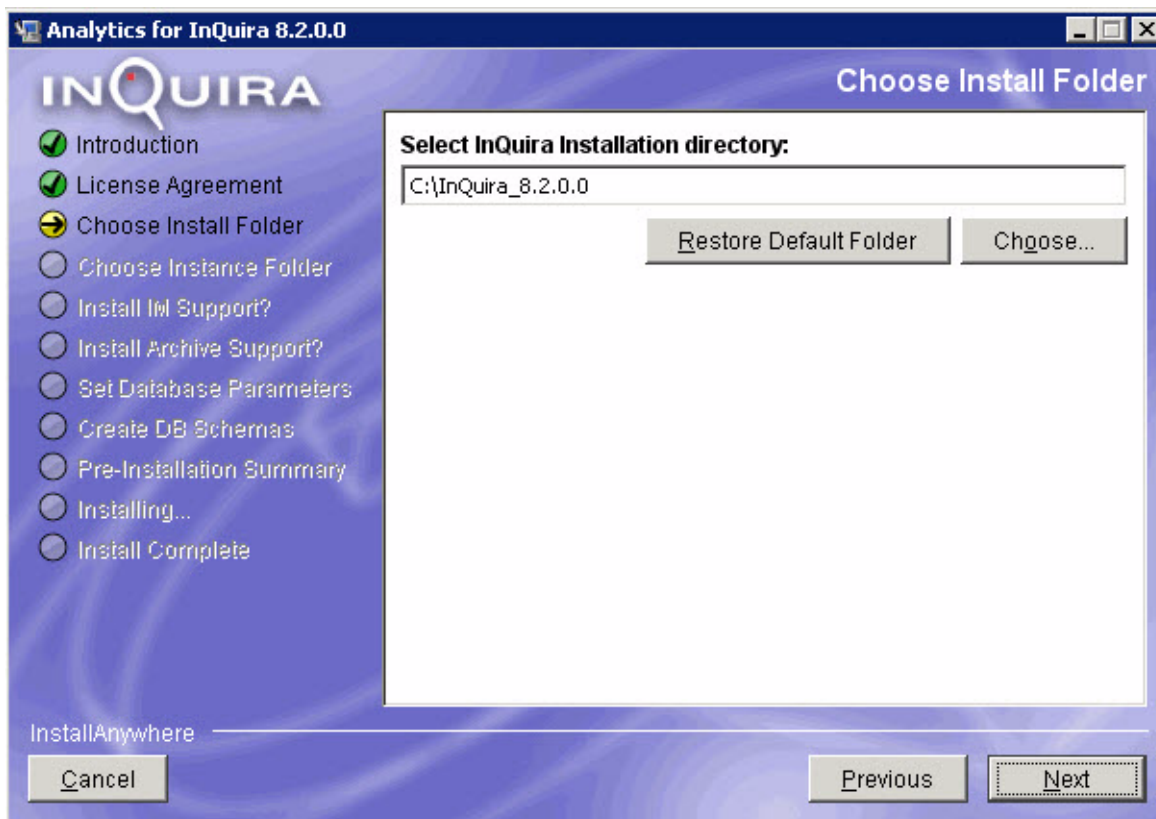 Analytics for InQuira 8.2.0.0
INQUIRA
Choose Install Folder
Introduction
License Agreement
Choose Install Folder
Choose Instance Folder
Install IM Support?
Install Archive Support?
Set Database Parameters
Create DB Schemas
Pre-Installation Summary
Installing...
Install Complete
Select InQuira Installation directory:
C:\InQuira_8.2.0.0
Restore Default Folder
Choose...
InstallAnywhere
Cancel
Previous
Next